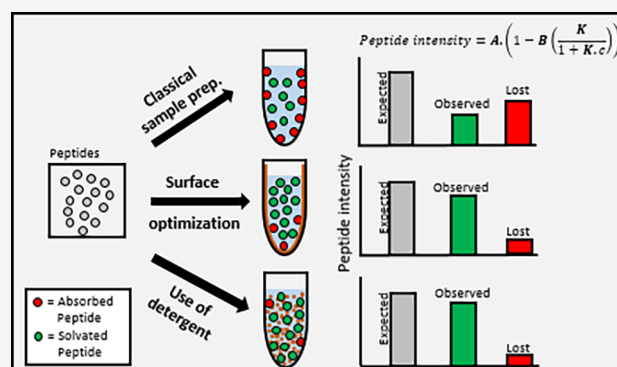 Peptide intensity = A.(1 − B(K/(1 + K.c)))
Classical
sample prep.
Expected
Observed
Lost
Peptides
Surface
optimization
Peptide intensity
Expected
Observed
Lost
Use of
detergent
Expected
Observed
Lost
= Absorbed
Peptide
= Solvated
Peptide